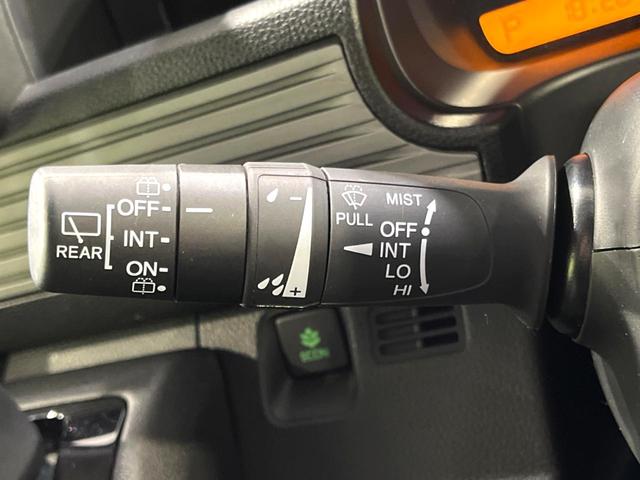 P
REAR
OFF
INT
ON
−
+
PULL
MIST
OFF
INT
LO
HI
ECON